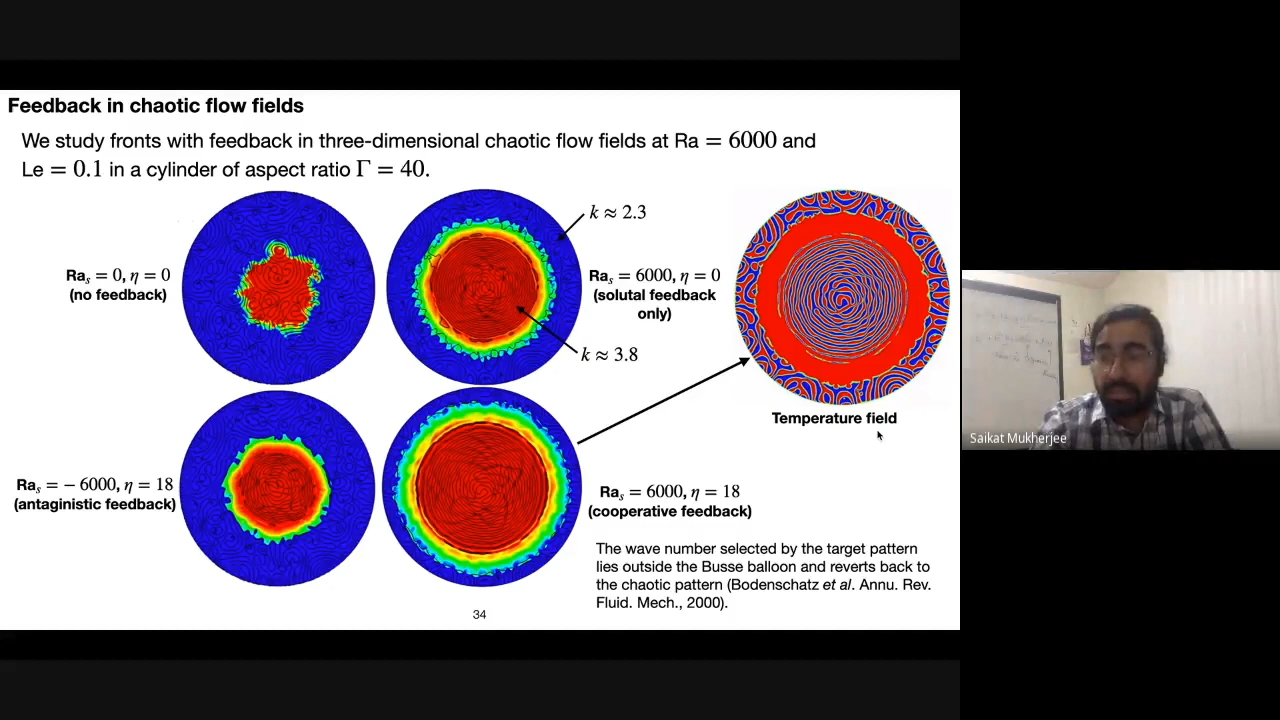 Feedback in chaotic flow fields
We study fronts with feedback in three-dimensional chaotic flow fields at Ra = 6000 and
Le = 0.1 in a cylinder of aspect ratio Γ = 40.
k ≈ 2.3
Raₛ = 0, η = 0
(no feedback)
Raₛ = 6000, η = 0
(solutal feedback
only)
k ≈ 3.8
Temperature field
Saikat Mukherjee
Raₛ = − 6000, η = 18
(antaginistic feedback)
Raₛ = 6000, η = 18
(cooperative feedback)
The wave number selected by the target pattern
lies outside the Busse balloon and reverts back to
the chaotic pattern (Bodenschatz et al. Annu. Rev.
Fluid. Mech., 2000).
34